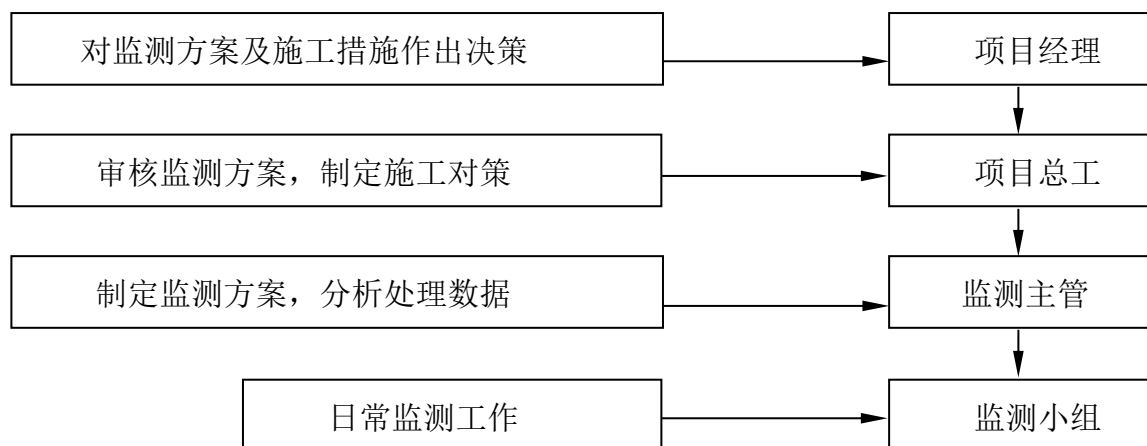 对监测方案及施工措施作出决策
项目经理
审核监测方案，制定施工对策
项目总工
制定监测方案，分析处理数据
监测主管
日常监测工作
监测小组